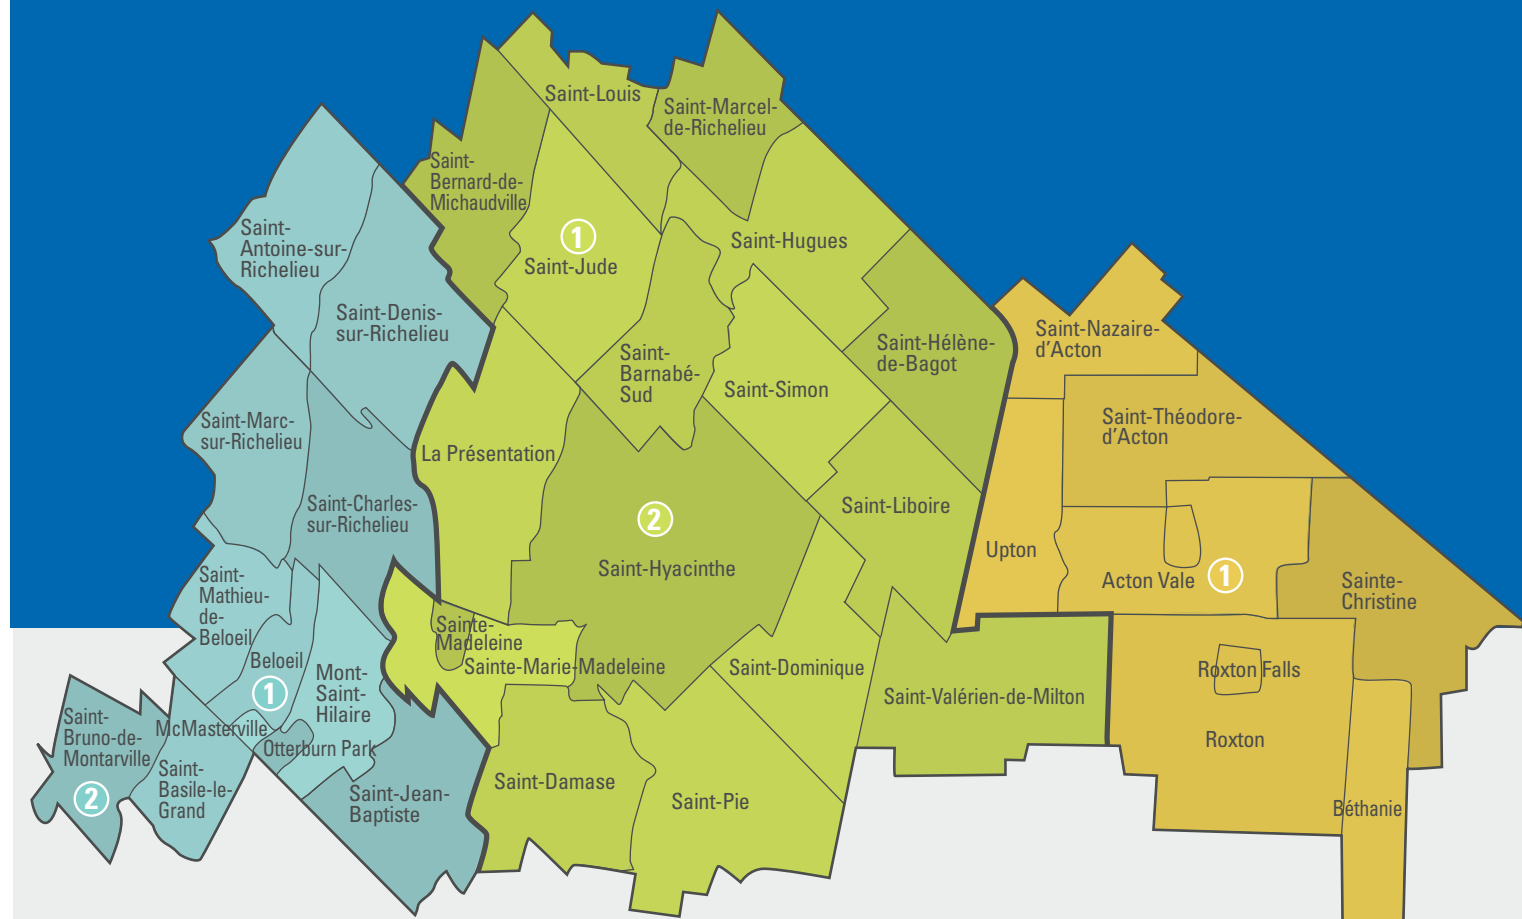 Saint-Louis
Saint-Marcel-
de-Richelieu
Saint-
Bernard-de-
Michaudville
1
Saint-Jude
Saint-Hugues
Saint-
Antoine-sur-
Richelieu
Saint-Denis-
sur-Richelieu
Saint-Hélène-
de-Bagot
Saint-Nazaire-
d'Acton
Saint-
Barnabé-
Sud
Saint-Simon
Saint-Marc-
sur-Richelieu
La Présentation
Saint-Théodore-
d'Acton
Saint-Charles-
sur-Richelieu
2
Saint-Hyacinthe
Saint-Liboire
Upton
Acton Vale
1
Sainte-
Christine
Saint-
Mathieu-
de-
Beloeil
Beloeil
1
Mont-
Saint-
Hilaire
Sainte-
Madeleine
Sainte-Marie-Madeleine
Saint-Dominique
Saint-Valérien-de-Milton
Roxton Falls
Roxton
Saint-
Bruno-de-
Montarville
2
McMasterville
Otterburn Park
Saint-
Basile-le-
Grand
Saint-Jean-
Baptiste
Saint-Damase
Saint-Pie
Béthanie